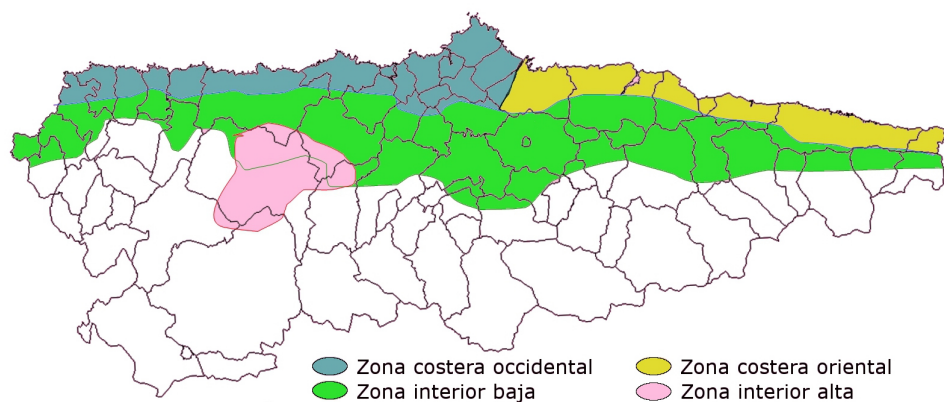 Zona costera occidental
Zona costera oriental
Zona interior baja
Zona interior alta